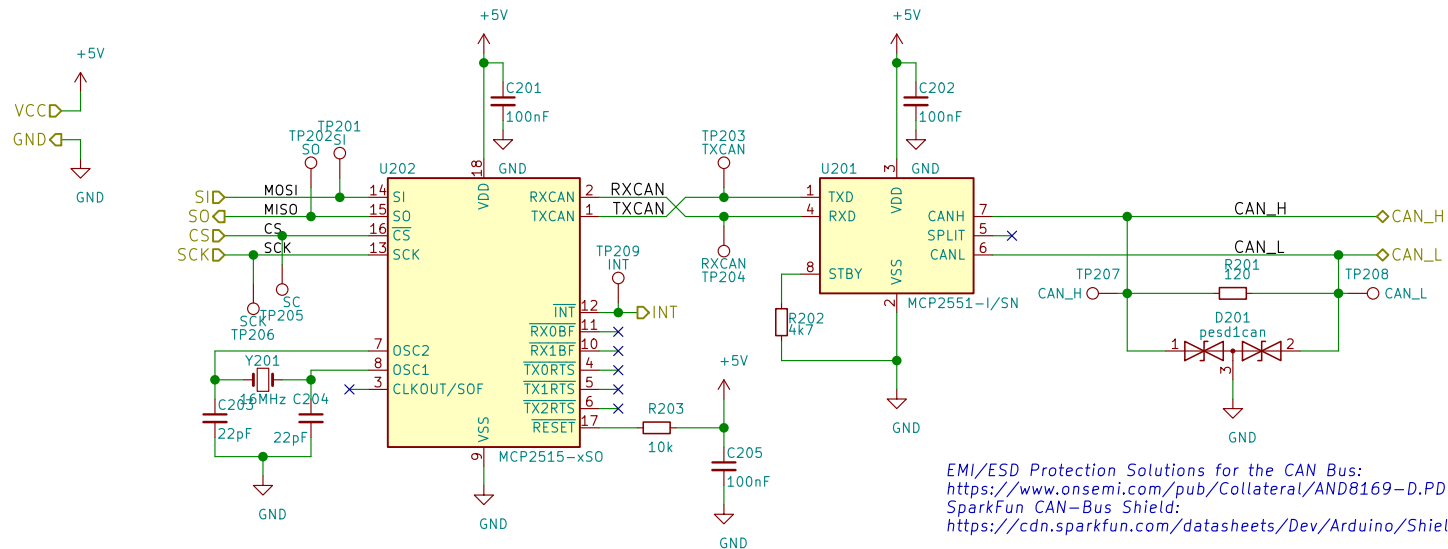 +5V
VCC
GND
GND
+5V
C201
100nF
GND
+5V
C202
100nF
GND
TP201
SI
TP202
SO
TP203
TXCAN
RXCAN
TP204
TP209
INT
SC
TP205
SCK
TP206
SI
MOSI
SO
MISO
CS
CS
SCK
SCK
U202
14
SI
15
SO
16
CS
13
SCK
7
OSC2
8
OSC1
3
CLKOUT/SOF
18
VDD
VSS
9
RXCAN
2
RXCAN
TXCAN
1
TXCAN
INT
12
INT
RX0BF
11
RX1BF
10
TX0RTS
4
TX1RTS
5
TX2RTS
6
RESET
17
MCP2515-xSO
GND
Y201
16MHz
C203
22pF
C204
22pF
GND
R203
10k
+5V
C205
100nF
GND
U201
1
TXD
4
RXD
8
STBY
3
VDD
VSS
2
CANH
7
SPLIT
5
CANL
6
MCP2551-I/SN
R202
4k7
GND
CAN_H
CAN_H
CAN_L
CAN_L
TP207
CAN_H
R201
120
TP208
CAN_L
D201
pesd1can
1
2
3
GND
EMI/ESD Protection Solutions for the CAN Bus:
https://www.onsemi.com/pub/Collateral/AND8169-D.PD
SparkFun CAN-Bus Shield:
https://cdn.sparkfun.com/datasheets/Dev/Arduino/Shiel